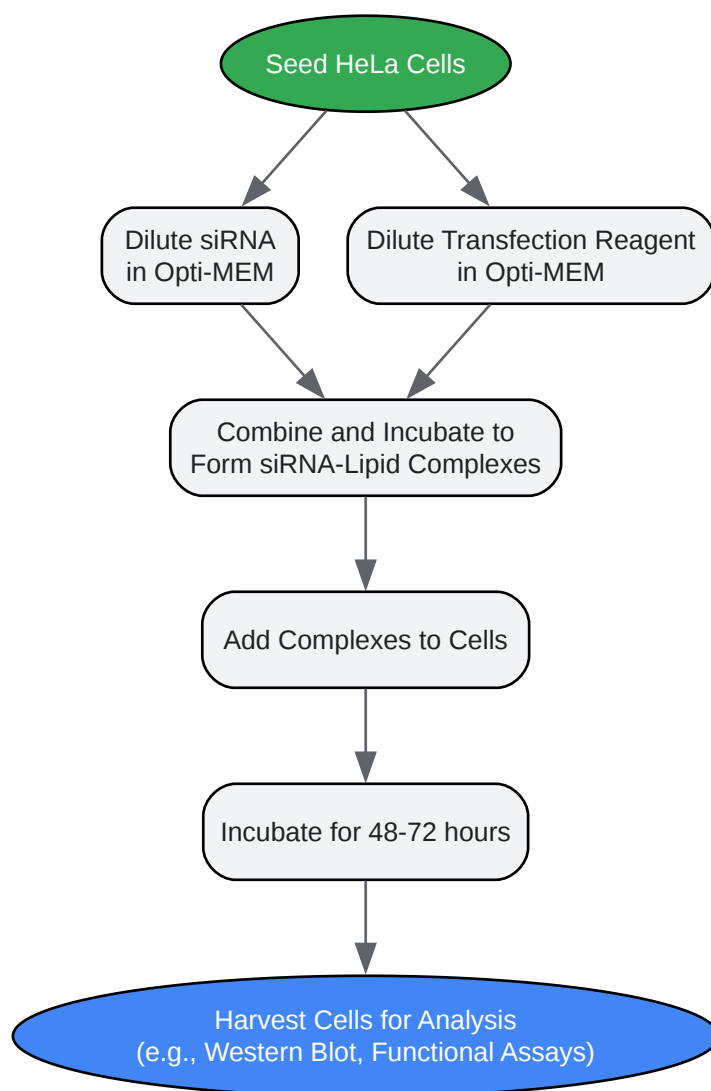 Seed HeLa Cells
Dilute siRNA
in Opti-MEM
Dilute Transfection Reagent
in Opti-MEM
Combine and Incubate to
Form siRNA-Lipid Complexes
Add Complexes to Cells
Incubate for 48-72 hours
Harvest Cells for Analysis
(e.g., Western Blot, Functional Assays)